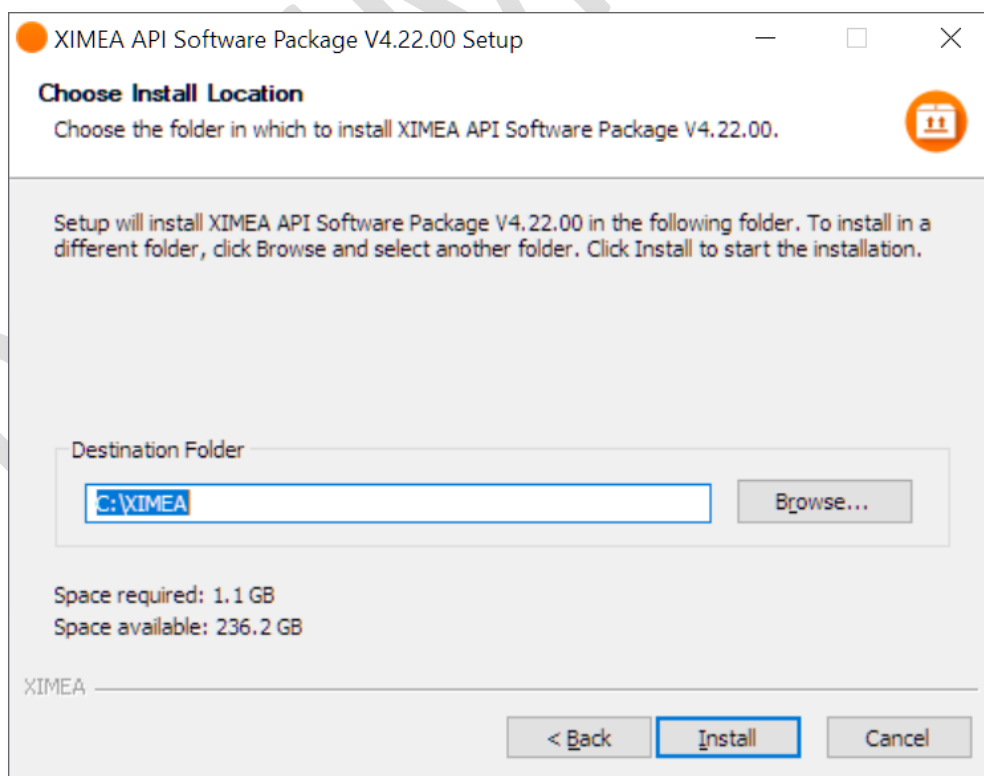 XIMEA API Software Package V4.22.00 Setup
Choose Install Location
Choose the folder in which to install XIMEA API Software Package V4.22.00.
Setup will install XIMEA API Software Package V4.22.00 in the following folder. To install in a
different folder, click Browse and select another folder. Click Install to start the installation.
Destination Folder
C:\XIMEA
Browse...
Space required: 1.1 GB
Space available: 236.2 GB
XIMEA
< Back
Install
Cancel